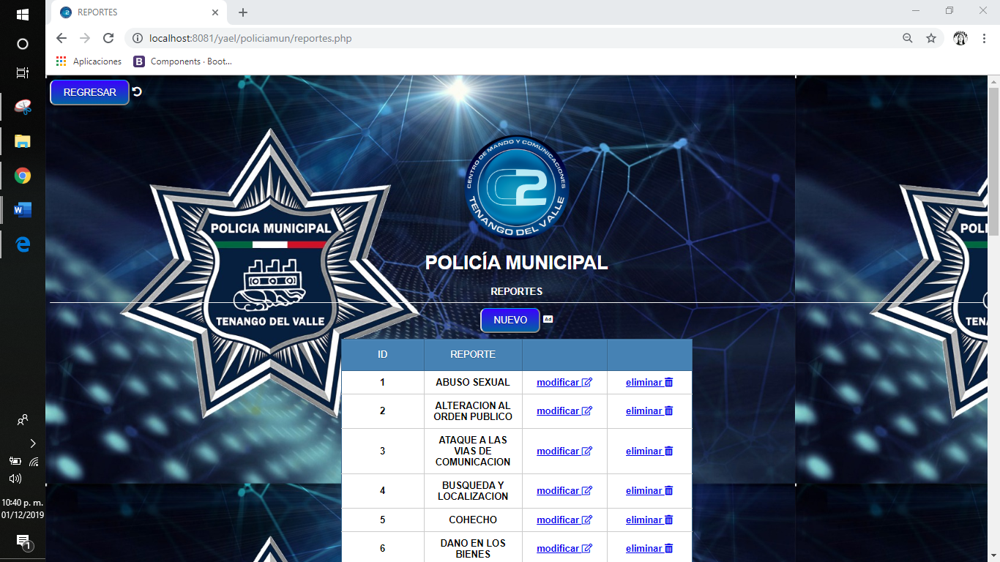 REPORTES
localhost:8081/yael/policiamun/reportes.php
Aplicaciones
Components · Boot...
REGRESAR
CENTRO DE MANDO Y COMUNICACIONES
C2
TENANGO DEL VALLE
POLICIA MUNICIPAL
TENANGO DEL VALLE
POLICÍA MUNICIPAL
REPORTES
NUEVO
Ad
ID REPORTE
1 ABUSO SEXUAL modificar eliminar
2 ALTERACION AL
ORDEN PUBLICO modificar eliminar
3 ATAQUE A LAS
VIAS DE
COMUNICACION modificar eliminar
4 BUSQUEDA Y
LOCALIZACION modificar eliminar
5 COHECHO modificar eliminar
6 DANO EN LOS
BIENES modificar eliminar
10:40 p. m.
01/12/2019
1